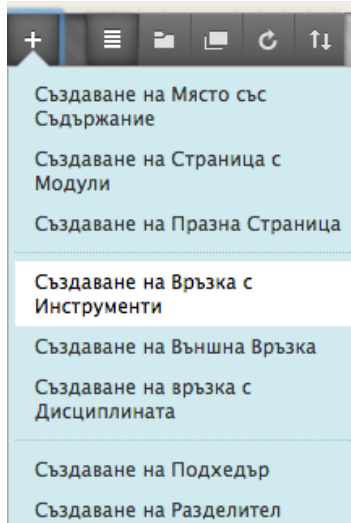 Създаване на Място със
Съдържание
Създаване на Страница с
Модули
Създаване на Празна Страница
Създаване на Връзка с
Инструменти
Създаване на Външна Връзка
Създаване на връзка с
Дисциплината
Създаване на Подхедър
Създаване на Разделител